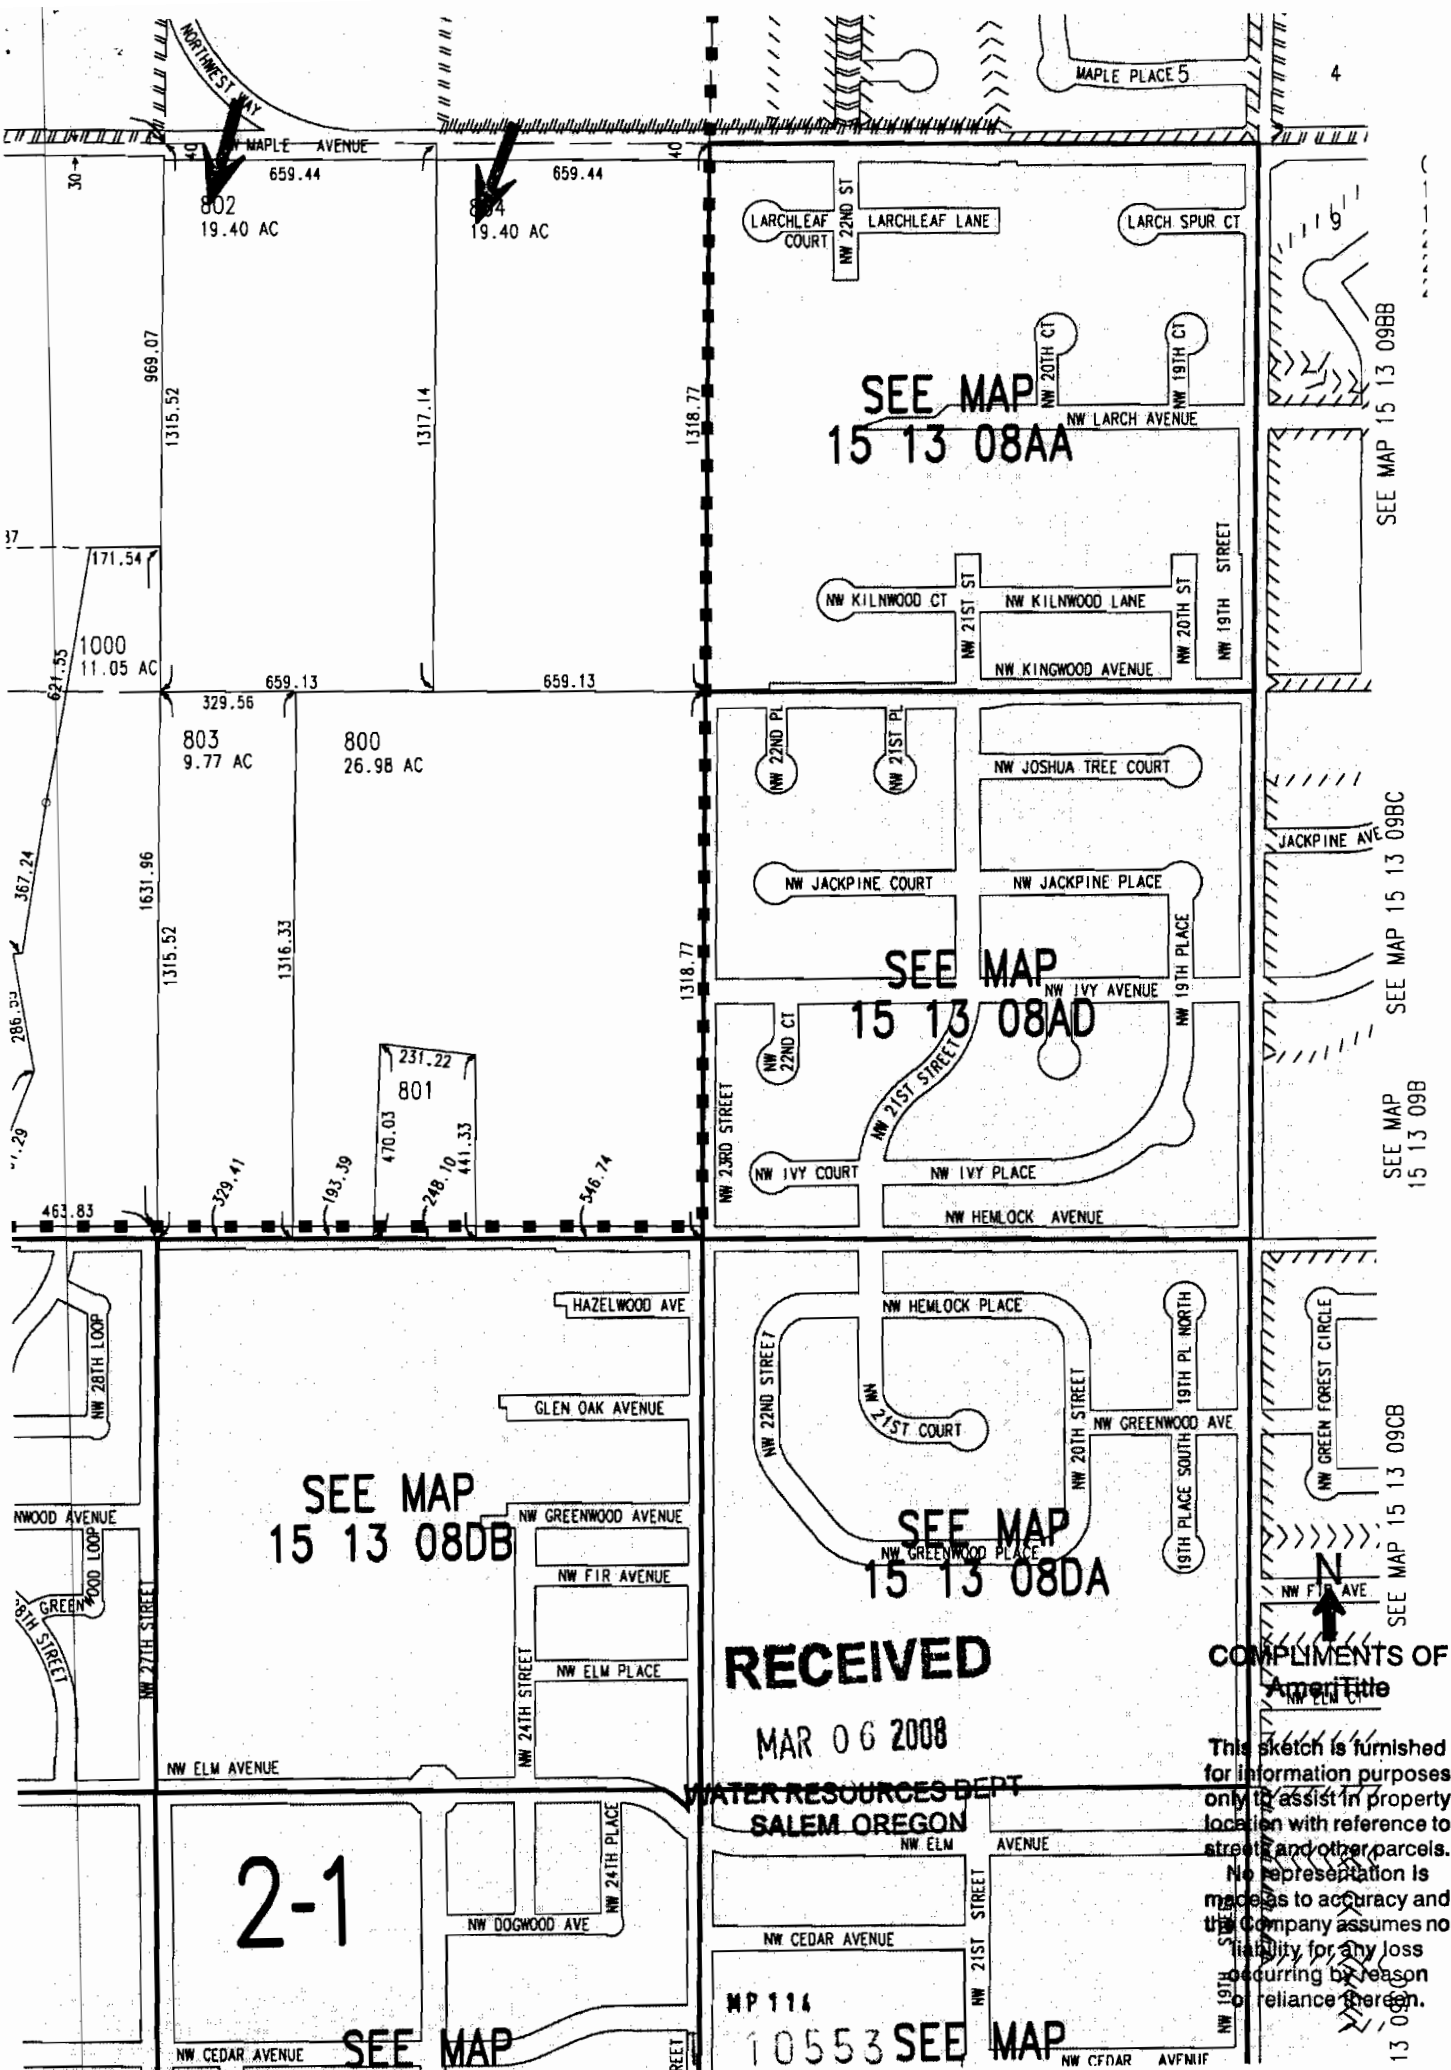 NORTHWEST WAY
MAPLE PLACE 5
4
MAPLE AVENUE
40
659.44
659.44
40
30
802
19.40 AC
19.40 AC
969.07
1315.52
1317.14
1318.77
LARCHLEAF COURT
NW 22ND ST
LARCHLEAF LANE
LARCH SPUR CT
9
NW 20TH CT
NW 19TH CT
NW LARCH AVENUE
SEE MAP
15 13 08AA
SEE MAP 15 13 09BB
37
171.54
1000
11.05 AC
621.55
659.13
659.13
329.56
NW KILNWOOD CT
NW 21ST ST
NW KILNWOOD LANE
NW 20TH ST
NW 19TH STREET
NW KINGWOOD AVENUE
803
9.77 AC
800
26.98 AC
NW 22ND PL
NW 21ST PL
NW JOSHUA TREE COURT
JACKPINE AVE
SEE MAP 15 13 09BC
367.24
1631.96
1315.52
1316.33
1318.77
NW JACKPINE COURT
NW JACKPINE PLACE
NW 19TH PLACE
SEE MAP
15 13 08AD
NW IVY AVENUE
NW 22ND CT
NW 21ST STREET
NW 23RD STREET
NW IVY COURT
NW IVY PLACE
NW HEMLOCK AVENUE
SEE MAP
15 13 09B
231.22
801
470.03
441.33
463.83
329.41
193.39
248.10
546.74
HAZELWOOD AVE
NW 28TH LOOP
GLEN OAK AVENUE
NW HEMLOCK PLACE
NW 22ND STREET
NW 21ST COURT
NW 20TH STREET
NW GREENWOOD AVE
19TH PL NORTH
19TH PLACE SOUTH
NW GREEN FOREST CIRCLE
SEE MAP 15 13 09CB
SEE MAP
15 13 08DB
NW GREENWOOD AVENUE
NWOOD AVENUE
NW FIR AVENUE
NW 27TH STREET
NW 24TH STREET
NW ELM PLACE
NW ELM AVENUE
SEE MAP
NW GREENWOOD PLACE
15 13 08DA
N
NW FIR AVE
RECEIVED
MAR 06 2008
WATER RESOURCES DEPT
SALEM OREGON
COMPLIMENTS OF
AmeriTitle
NW ELM CT
This sketch is furnished
for information purposes
only to assist in property
location with reference to
streets and other parcels.
No representation is
made as to accuracy and
the Company assumes no
liability for any loss
occurring by reason
of reliance thereon.
NW ELM AVENUE
2-1
NW 24TH PLACE
NW DOGWOOD AVE
NW CEDAR AVENUE
NW 21ST STREET
NW 19TH
MP 114
10553
NW CEDAR AVENUE
SEE MAP
SEE MAP
NW CEDAR AVENUE